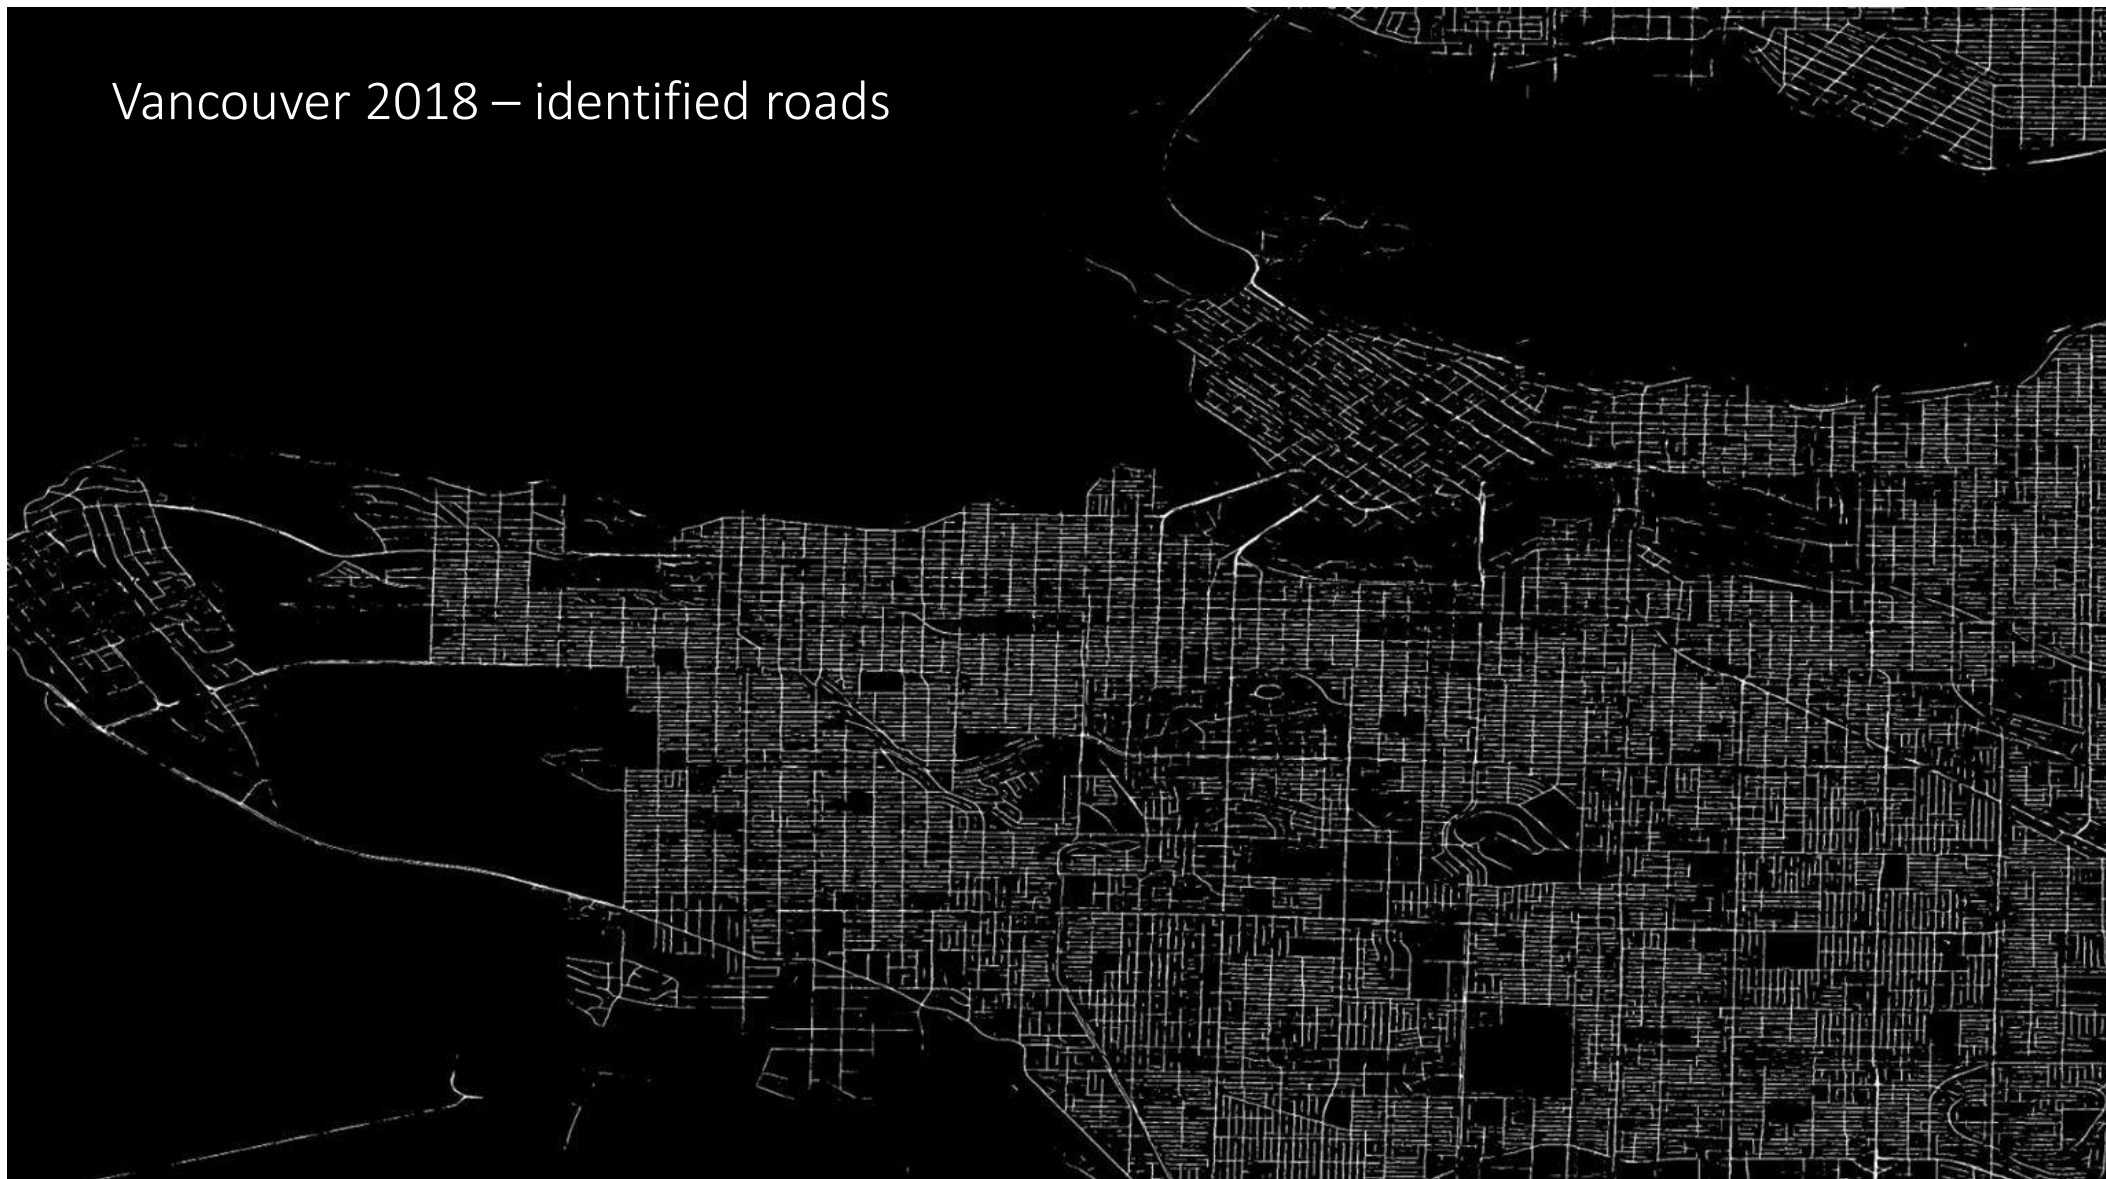 Vancouver 2018 – identified roads